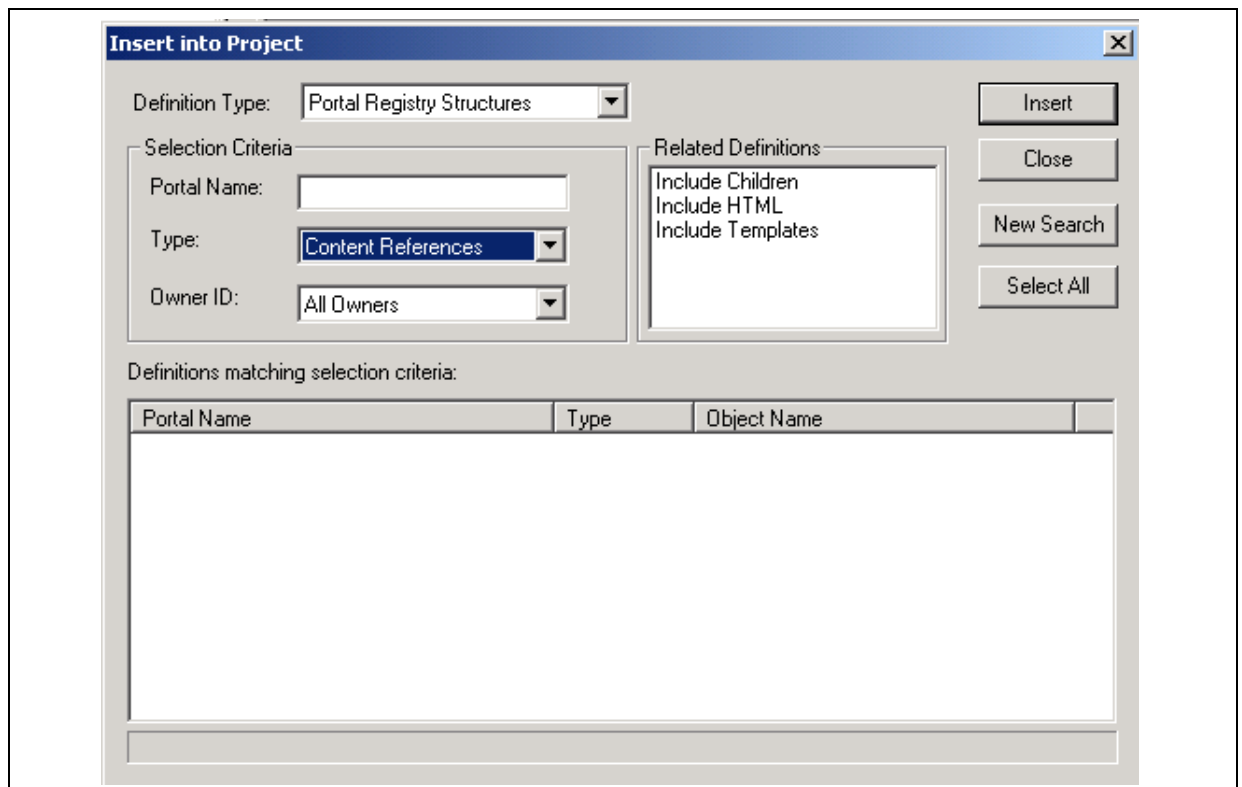 Insert into Project
Definition Type: Portal Registry Structures Insert
Selection Criteria Related Definitions
Close
Portal Name: Include Children
Include HTML
Type: Content References Include Templates New Search
Owner ID: All Owners Select All
Definitions matching selection criteria:
Portal Name Type Object Name